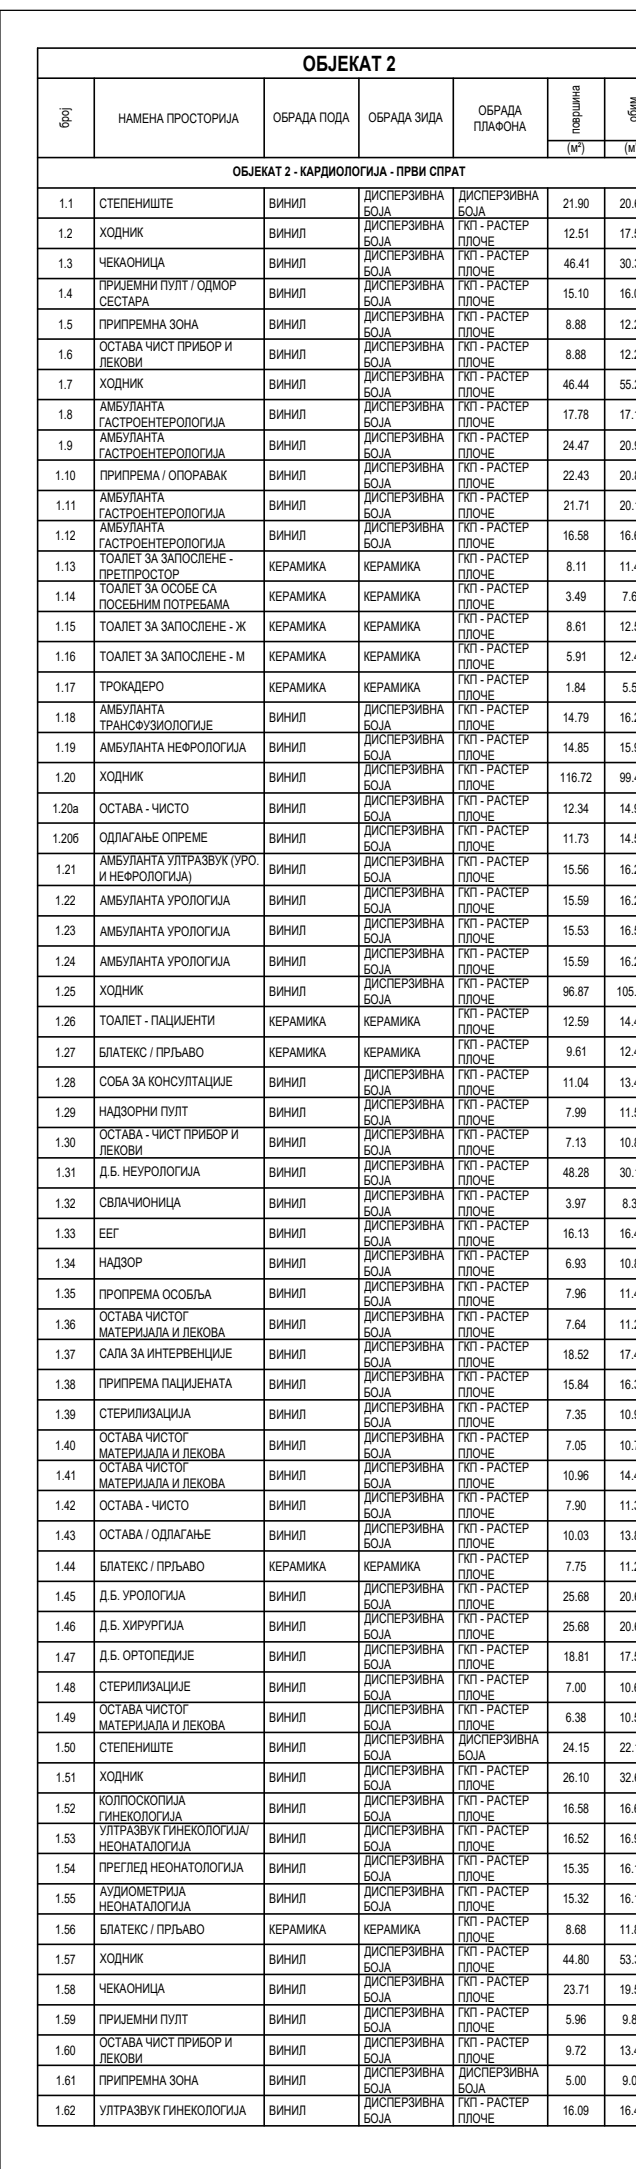 ОБЈЕКАТ 2
број НАМЕНА ПРОСТОРИЈА ОБРАДА ПОДА ОБРАДА ЗИДА ОБРАДА ПЛАФОНА површина (м²) обим
ОБЈЕКАТ 2 - КАРДИОЛОГИЈА - ПРВИ СПРАТ
1.1 СТЕПЕНИШТЕ ВИНИЛ ДИСПЕРЗИВНА БОЈА ДИСПЕРЗИВНА БОЈА 21.90
1.2 ХОДНИК ВИНИЛ ДИСПЕРЗИВНА БОЈА ГКП - РАСТЕР ПЛОЧЕ 12.51
1.3 ЧЕКАОНИЦА ВИНИЛ ДИСПЕРЗИВНА БОЈА ГКП - РАСТЕР ПЛОЧЕ 46.41
1.4 ПРИЈЕМНИ ПУЛТ / ОДМОР СЕСТАРА ВИНИЛ ДИСПЕРЗИВНА БОЈА ГКП - РАСТЕР ПЛОЧЕ 15.10
1.5 ПРИПРЕМНА ЗОНА ВИНИЛ ДИСПЕРЗИВНА БОЈА ГКП - РАСТЕР ПЛОЧЕ 8.88
1.6 ОСТАВА ЧИСТ ПРИБОР И ЛЕКОВИ ВИНИЛ ДИСПЕРЗИВНА БОЈА ГКП - РАСТЕР ПЛОЧЕ 8.88
1.7 ХОДНИК ВИНИЛ ДИСПЕРЗИВНА БОЈА ГКП - РАСТЕР ПЛОЧЕ 46.44
1.8 АМБУЛАНТА ГАСТРОЕНТЕРОЛОГИЈА ВИНИЛ ДИСПЕРЗИВНА БОЈА ГКП - РАСТЕР ПЛОЧЕ 17.78
1.9 АМБУЛАНТА ГАСТРОЕНТЕРОЛОГИЈА ВИНИЛ ДИСПЕРЗИВНА БОЈА ГКП - РАСТЕР ПЛОЧЕ 24.47
1.10 ПРИПРЕМА / ОПОРАВАК ВИНИЛ ДИСПЕРЗИВНА БОЈА ГКП - РАСТЕР ПЛОЧЕ 22.43
1.11 АМБУЛАНТА ГАСТРОЕНТЕРОЛОГИЈА ВИНИЛ ДИСПЕРЗИВНА БОЈА ГКП - РАСТЕР ПЛОЧЕ 21.71
1.12 АМБУЛАНТА ГАСТРОЕНТЕРОЛОГИЈА ВИНИЛ ДИСПЕРЗИВНА БОЈА ГКП - РАСТЕР ПЛОЧЕ 16.58
1.13 ТОАЛЕТ ЗА ЗАПОСЛЕНЕ - ПРЕТПРОСТОР КЕРАМИКА КЕРАМИКА ГКП - РАСТЕР ПЛОЧЕ 8.11
1.14 ТОАЛЕТ ЗА ОСОБЕ СА ПОСЕБНИМ ПОТРЕБАМА КЕРАМИКА КЕРАМИКА ГКП - РАСТЕР ПЛОЧЕ 3.49
1.15 ТОАЛЕТ ЗА ЗАПОСЛЕНЕ - Ж КЕРАМИКА КЕРАМИКА ГКП - РАСТЕР ПЛОЧЕ 8.61
1.16 ТОАЛЕТ ЗА ЗАПОСЛЕНЕ - М КЕРАМИКА КЕРАМИКА ГКП - РАСТЕР ПЛОЧЕ 5.91
1.17 ТРОКАДЕРО КЕРАМИКА КЕРАМИКА ГКП - РАСТЕР ПЛОЧЕ 1.84
1.18 АМБУЛАНТА ТРАНСФУЗИОЛОГИЈЕ ВИНИЛ ДИСПЕРЗИВНА БОЈА ГКП - РАСТЕР ПЛОЧЕ 14.79
1.19 АМБУЛАНТА НЕФРОЛОГИЈА ВИНИЛ ДИСПЕРЗИВНА БОЈА ГКП - РАСТЕР ПЛОЧЕ 14.85
1.20 ХОДНИК ВИНИЛ ДИСПЕРЗИВНА БОЈА ГКП - РАСТЕР ПЛОЧЕ 116.72
1.20а ОСТАВА - ЧИСТО ВИНИЛ ДИСПЕРЗИВНА БОЈА ГКП - РАСТЕР ПЛОЧЕ 12.34
1.20б ОДЛАГАЊЕ ОПРЕМЕ ВИНИЛ ДИСПЕРЗИВНА БОЈА ГКП - РАСТЕР ПЛОЧЕ 11.73
1.21 АМБУЛАНТА УЛТРАЗВУК (УРО. И НЕФРОЛОГИЈА) ВИНИЛ ДИСПЕРЗИВНА БОЈА ГКП - РАСТЕР ПЛОЧЕ 15.56
1.22 АМБУЛАНТА УРОЛОГИЈА ВИНИЛ ДИСПЕРЗИВНА БОЈА ГКП - РАСТЕР ПЛОЧЕ 15.59
1.23 АМБУЛАНТА УРОЛОГИЈА ВИНИЛ ДИСПЕРЗИВНА БОЈА ГКП - РАСТЕР ПЛОЧЕ 15.53
1.24 АМБУЛАНТА УРОЛОГИЈА ВИНИЛ ДИСПЕРЗИВНА БОЈА ГКП - РАСТЕР ПЛОЧЕ 15.59
1.25 ХОДНИК ВИНИЛ ДИСПЕРЗИВНА БОЈА ГКП - РАСТЕР ПЛОЧЕ 96.87
1.26 ТОАЛЕТ - ПАЦИЈЕНТИ КЕРАМИКА КЕРАМИКА ГКП - РАСТЕР ПЛОЧЕ 12.59
1.27 БЛАТЕКС / ПРЉАВО КЕРАМИКА КЕРАМИКА ГКП - РАСТЕР ПЛОЧЕ 9.61
1.28 СОБА ЗА КОНСУЛТАЦИЈЕ ВИНИЛ ДИСПЕРЗИВНА БОЈА ГКП - РАСТЕР ПЛОЧЕ 11.04
1.29 НАДЗОРНИ ПУЛТ ВИНИЛ ДИСПЕРЗИВНА БОЈА ГКП - РАСТЕР ПЛОЧЕ 7.99
1.30 ОСТАВА - ЧИСТ ПРИБОР И ЛЕКОВИ ВИНИЛ ДИСПЕРЗИВНА БОЈА ГКП - РАСТЕР ПЛОЧЕ 7.13
1.31 Д.Б. НЕУРОЛОГИЈА ВИНИЛ ДИСПЕРЗИВНА БОЈА ГКП - РАСТЕР ПЛОЧЕ 48.28
1.32 СВЛАЧИОНИЦА ВИНИЛ ДИСПЕРЗИВНА БОЈА ГКП - РАСТЕР ПЛОЧЕ 3.97
1.33 ЕЕГ ВИНИЛ ДИСПЕРЗИВНА БОЈА ГКП - РАСТЕР ПЛОЧЕ 16.13
1.34 НАДЗОР ВИНИЛ ДИСПЕРЗИВНА БОЈА ГКП - РАСТЕР ПЛОЧЕ 6.93
1.35 ПРОПРЕМА ОСОБЉА ВИНИЛ ДИСПЕРЗИВНА БОЈА ГКП - РАСТЕР ПЛОЧЕ 7.96
1.36 ОСТАВА ЧИСТОГ МАТЕРИЈАЛА И ЛЕКОВА ВИНИЛ ДИСПЕРЗИВНА БОЈА ГКП - РАСТЕР ПЛОЧЕ 7.64
1.37 САЛА ЗА ИНТЕРВЕНЦИЈЕ ВИНИЛ ДИСПЕРЗИВНА БОЈА ГКП - РАСТЕР ПЛОЧЕ 18.52
1.38 ПРИПРЕМА ПАЦИЈЕНАТА ВИНИЛ ДИСПЕРЗИВНА БОЈА ГКП - РАСТЕР ПЛОЧЕ 15.84
1.39 СТЕРИЛИЗАЦИЈА ВИНИЛ ДИСПЕРЗИВНА БОЈА ГКП - РАСТЕР ПЛОЧЕ 7.35
1.40 ОСТАВА ЧИСТОГ МАТЕРИЈАЛА И ЛЕКОВА ВИНИЛ ДИСПЕРЗИВНА БОЈА ГКП - РАСТЕР ПЛОЧЕ 7.05
1.41 ОСТАВА ЧИСТОГ МАТЕРИЈАЛА И ЛЕКОВА ВИНИЛ ДИСПЕРЗИВНА БОЈА ГКП - РАСТЕР ПЛОЧЕ 10.96
1.42 ОСТАВА - ЧИСТО ВИНИЛ ДИСПЕРЗИВНА БОЈА ГКП - РАСТЕР ПЛОЧЕ 7.90
1.43 ОСТАВА / ОДЛАГАЊЕ ВИНИЛ ДИСПЕРЗИВНА БОЈА ГКП - РАСТЕР ПЛОЧЕ 10.03
1.44 БЛАТЕКС / ПРЉАВО КЕРАМИКА КЕРАМИКА ГКП - РАСТЕР ПЛОЧЕ 7.75
1.45 Д.Б. УРОЛОГИЈА ВИНИЛ ДИСПЕРЗИВНА БОЈА ГКП - РАСТЕР ПЛОЧЕ 25.68
1.46 Д.Б. ХИРУРГИЈА ВИНИЛ ДИСПЕРЗИВНА БОЈА ГКП - РАСТЕР ПЛОЧЕ 25.68
1.47 Д.Б. ОРТОПЕДИЈЕ ВИНИЛ ДИСПЕРЗИВНА БОЈА ГКП - РАСТЕР ПЛОЧЕ 18.81
1.48 СТЕРИЛИЗАЦИЈЕ ВИНИЛ ДИСПЕРЗИВНА БОЈА ГКП - РАСТЕР ПЛОЧЕ 7.00
1.49 ОСТАВА ЧИСТОГ МАТЕРИЈАЛА И ЛЕКОВА ВИНИЛ ДИСПЕРЗИВНА БОЈА ГКП - РАСТЕР ПЛОЧЕ 6.38
1.50 СТЕПЕНИШТЕ ВИНИЛ ДИСПЕРЗИВНА БОЈА ДИСПЕРЗИВНА БОЈА 24.15
1.51 ХОДНИК ВИНИЛ ДИСПЕРЗИВНА БОЈА ГКП - РАСТЕР ПЛОЧЕ 26.10
1.52 КОЛПОСКОПИЈА ГИНЕКОЛОГИЈА ВИНИЛ ДИСПЕРЗИВНА БОЈА ГКП - РАСТЕР ПЛОЧЕ 16.58
1.53 УЛТРАЗВУК ГИНЕКОЛОГИЈА/ НЕОНАТАЛОГИЈА ВИНИЛ ДИСПЕРЗИВНА БОЈА ГКП - РАСТЕР ПЛОЧЕ 16.52
1.54 ПРЕГЛЕД НЕОНАТОЛОГИЈА ВИНИЛ ДИСПЕРЗИВНА БОЈА ГКП - РАСТЕР ПЛОЧЕ 15.35
1.55 АУДИОМЕТРИЈА НЕОНАТАЛОГИЈА ВИНИЛ ДИСПЕРЗИВНА БОЈА ГКП - РАСТЕР ПЛОЧЕ 15.32
1.56 БЛАТЕКС / ПРЉАВО КЕРАМИКА КЕРАМИКА ГКП - РАСТЕР ПЛОЧЕ 8.68
1.57 ХОДНИК ВИНИЛ ДИСПЕРЗИВНА БОЈА ГКП - РАСТЕР ПЛОЧЕ 44.80
1.58 ЧЕКАОНИЦА ВИНИЛ ДИСПЕРЗИВНА БОЈА ГКП - РАСТЕР ПЛОЧЕ 23.71
1.59 ПРИЈЕМНИ ПУЛТ ВИНИЛ ДИСПЕРЗИВНА БОЈА ГКП - РАСТЕР ПЛОЧЕ 5.96
1.60 ОСТАВА ЧИСТ ПРИБОР И ЛЕКОВИ ВИНИЛ ДИСПЕРЗИВНА БОЈА ГКП - РАСТЕР ПЛОЧЕ 9.72
1.61 ПРИПРЕМНА ЗОНА ВИНИЛ ДИСПЕРЗИВНА БОЈА ДИСПЕРЗИВНА БОЈА 5.00
1.62 УЛТРАЗВУК ГИНЕКОЛОГИЈА ВИНИЛ ДИСПЕРЗИВНА БОЈА ГКП - РАСТЕР ПЛОЧЕ 16.09